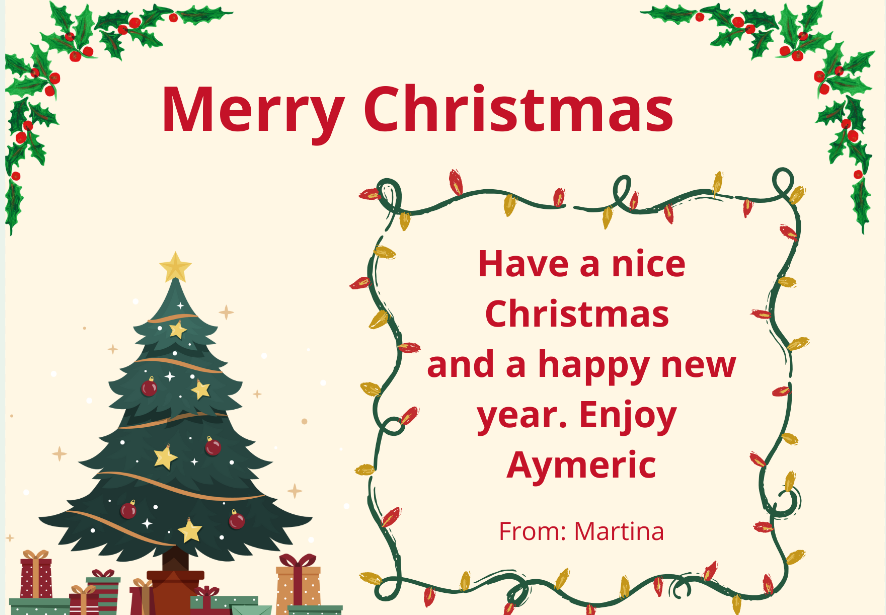 Merry Christmas
Have a nice
Christmas
and a happy new
year. Enjoy
Aymeric
From: Martina